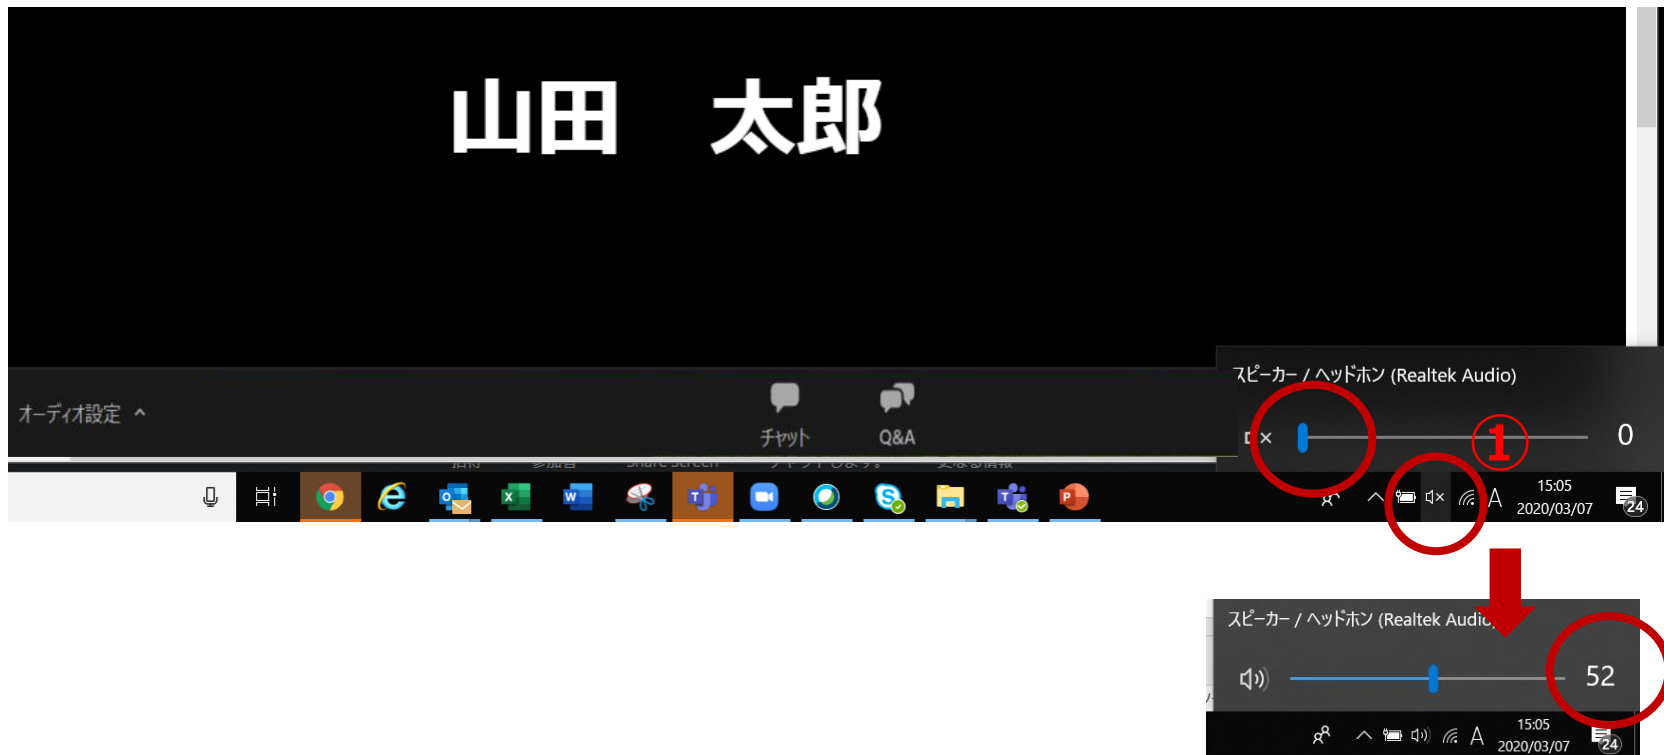 山田　太郎
スピーカー / ヘッドホン (Realtek Audio)
0
オーディオ設定
チャット
Q&A
①
A
15:05
2020/03/07
24
スピーカー / ヘッドホン (Realtek Audio)
52
A
15:05
2020/03/07
24